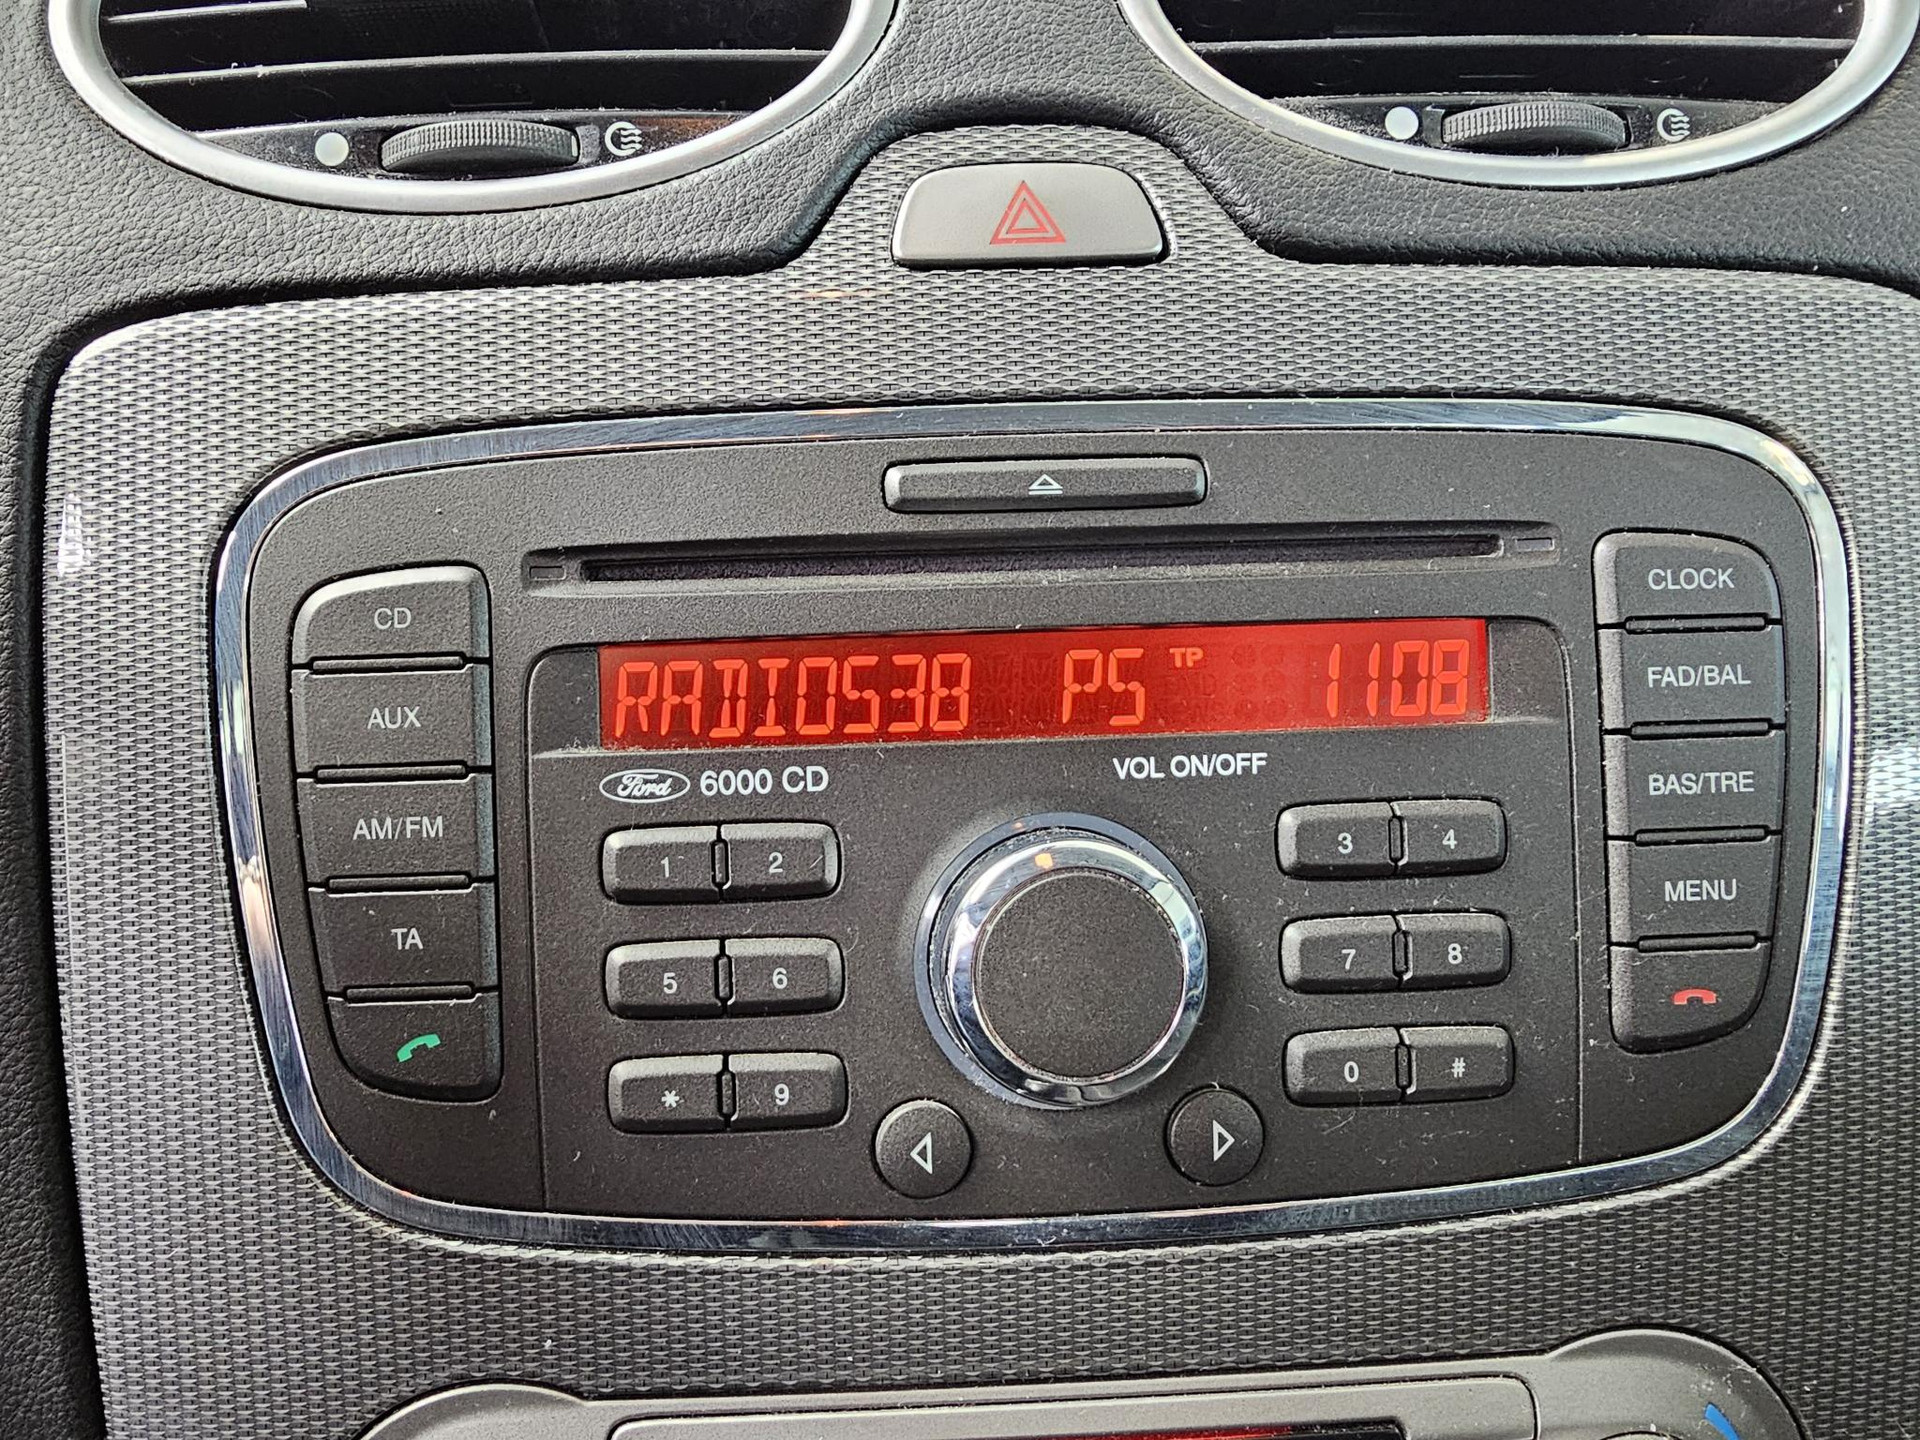 CD
AUX
AM/FM
TA
RADIO538 P5 TP 1108
Ford 6000 CD
VOL ON/OFF
1 2
3 4
5 6
7 8
* 9
0 #
CLOCK
FAD/BAL
BAS/TRE
MENU